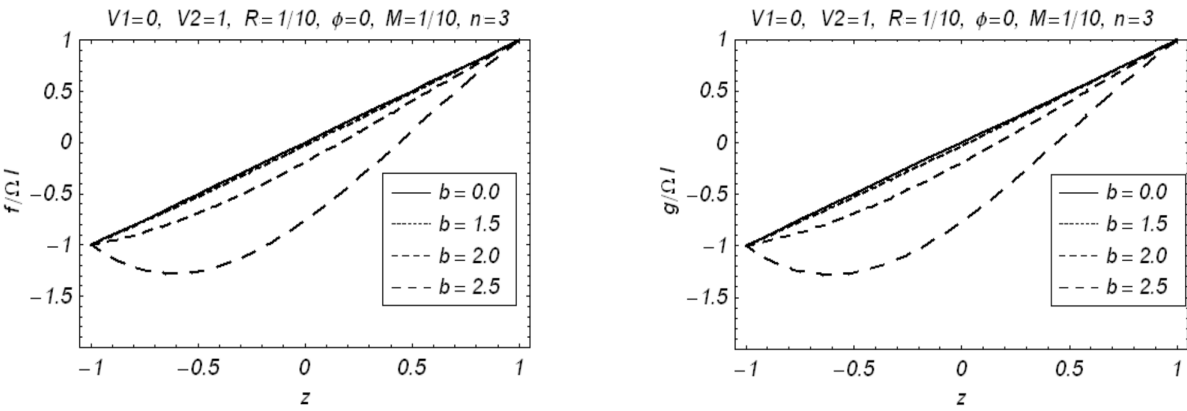 V1=0, V2=1, R=1/10, ϕ=0, M=1/10, n=3
1
0.5
0
−0.5
−1
−1.5
f/Ω l
b = 0.0
b = 1.5
b = 2.0
b = 2.5
−1 −0.5 0 0.5 1
z
V1=0, V2=1, R=1/10, ϕ=0, M=1/10, n=3
1
0.5
0
−0.5
−1
−1.5
g/Ω l
b = 0.0
b = 1.5
b = 2.0
b = 2.5
−1 −0.5 0 0.5 1
z